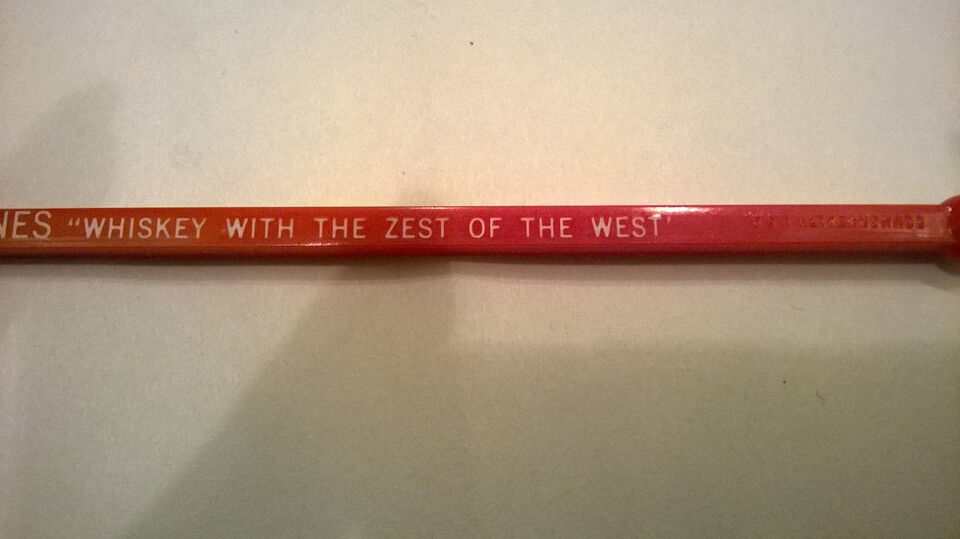 NES “WHISKEY WITH THE ZEST OF THE WEST”